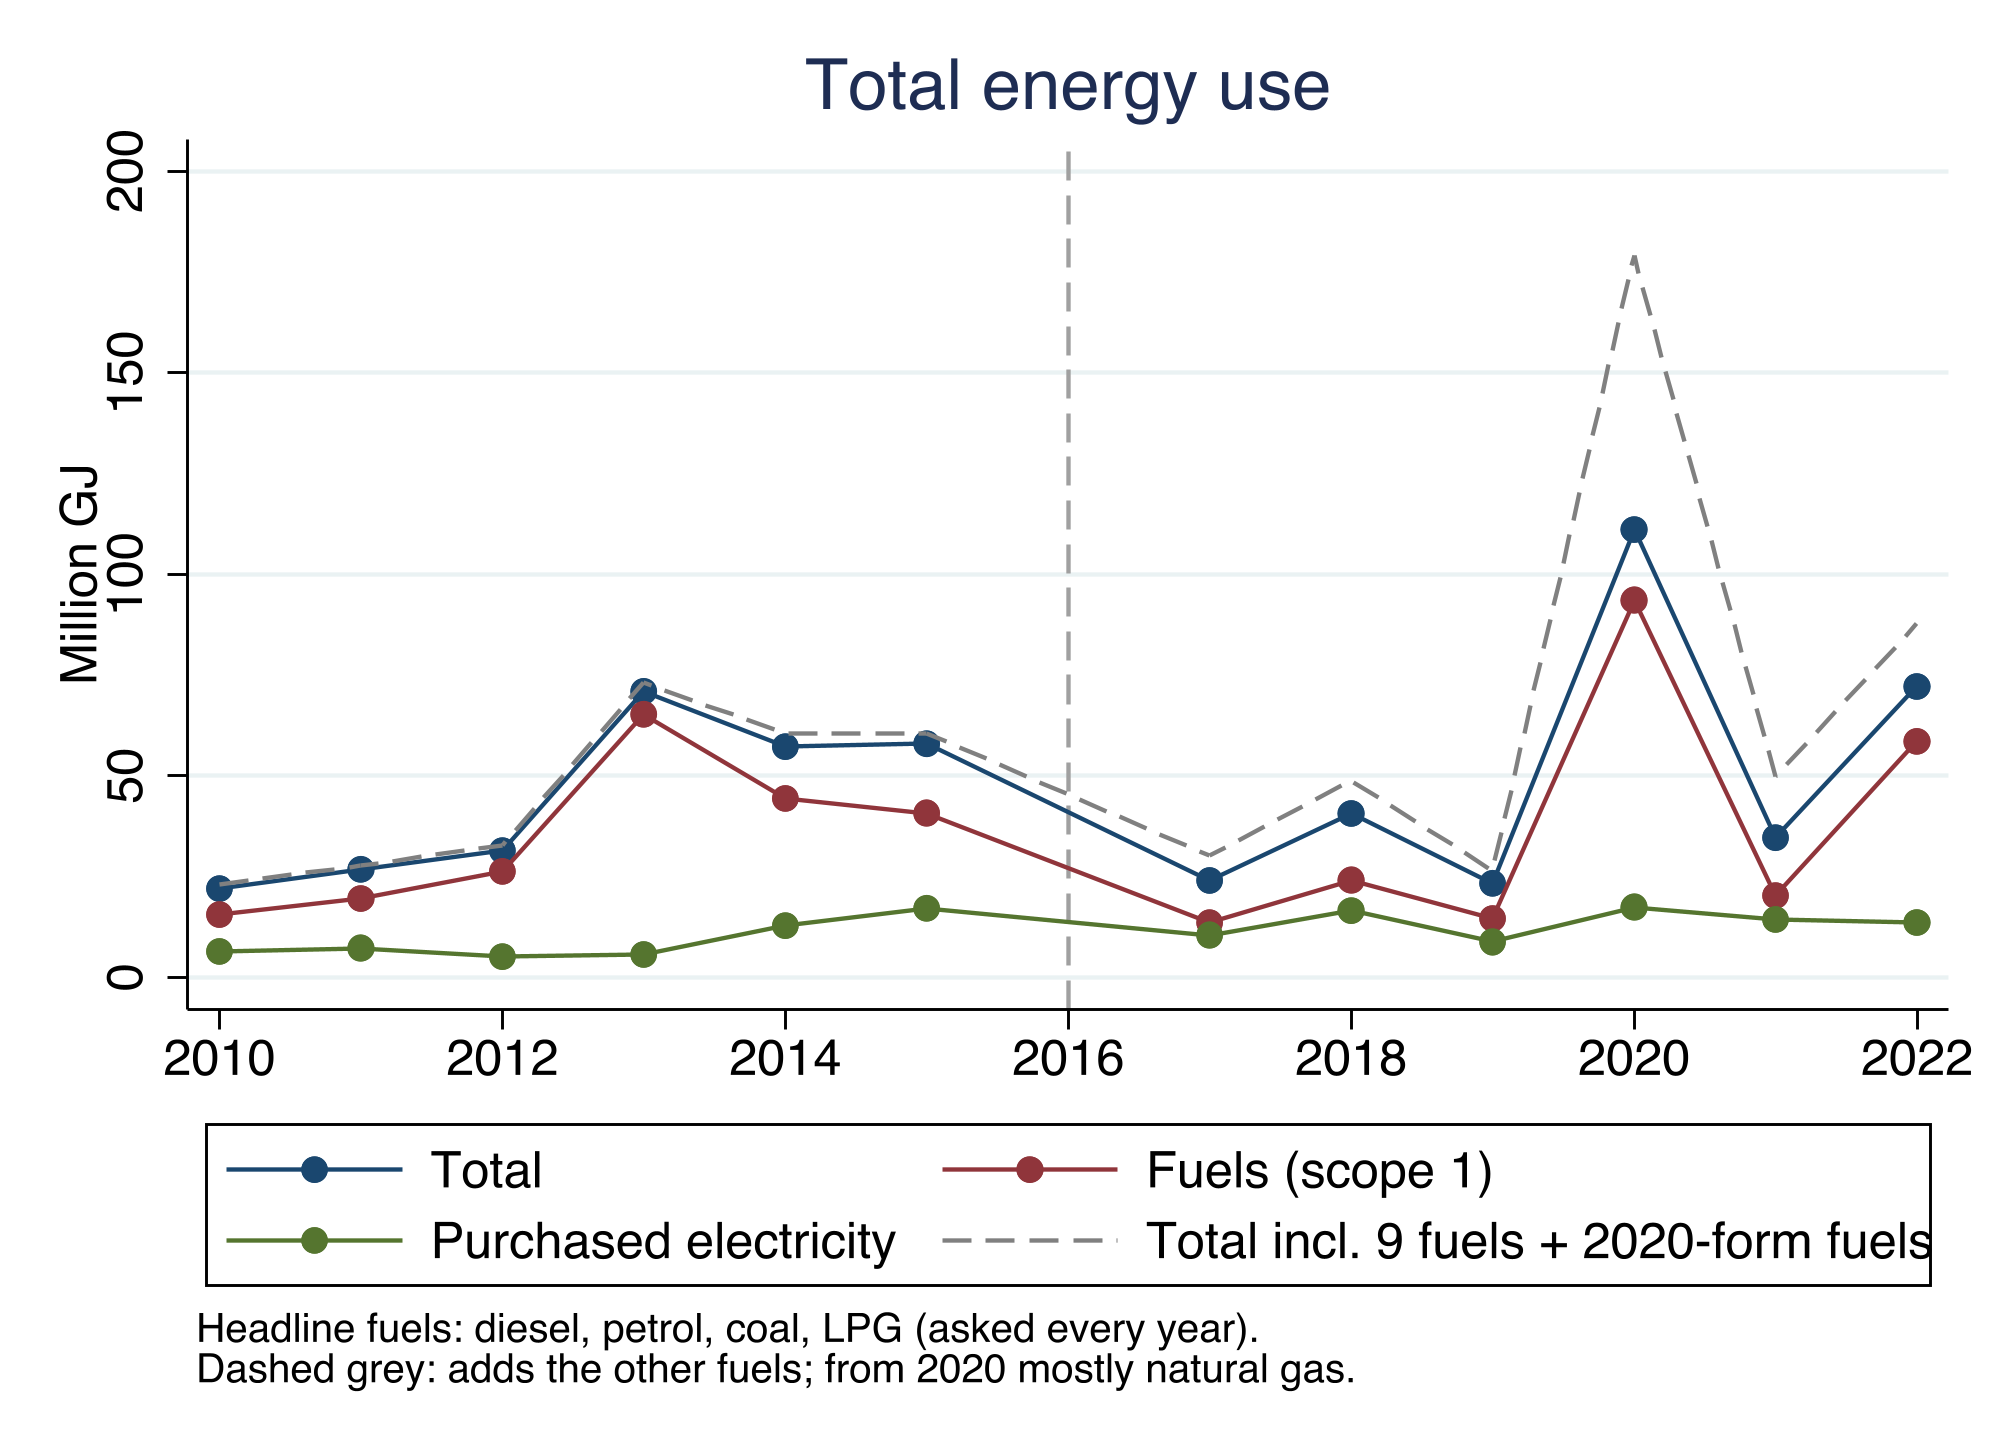 Total energy use
Million GJ
200
150
100
50
0
2010 2012 2014 2016 2018 2020 2022
Total Fuels (scope 1)
Purchased electricity Total incl. 9 fuels + 2020-form fuels
Headline fuels: diesel, petrol, coal, LPG (asked every year).
Dashed grey: adds the other fuels; from 2020 mostly natural gas.